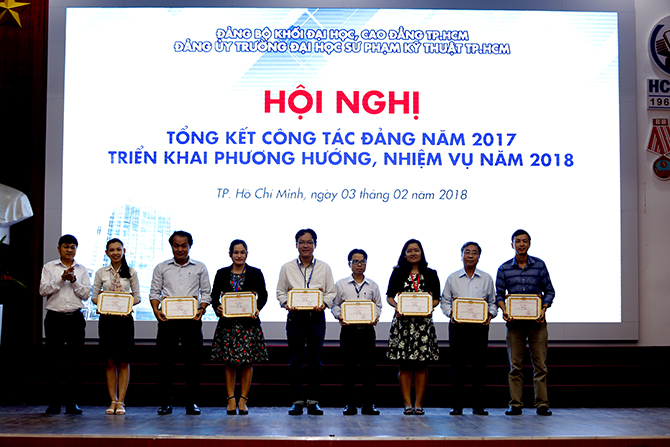 ĐẢNG BỘ KHỐI ĐẠI HỌC, CAO ĐẲNG TP.HCM
ĐẢNG ỦY TRƯỜNG ĐẠI HỌC SƯ PHẠM KỸ THUẬT TP.HCM
HỘI NGHỊ
TỔNG KẾT CÔNG TÁC ĐẢNG NĂM 2017
TRIỂN KHAI PHƯƠNG HƯỚNG, NHIỆM VỤ NĂM 2018
TP. Hồ Chí Minh, ngày 03 tháng 02 năm 2018
HC
196